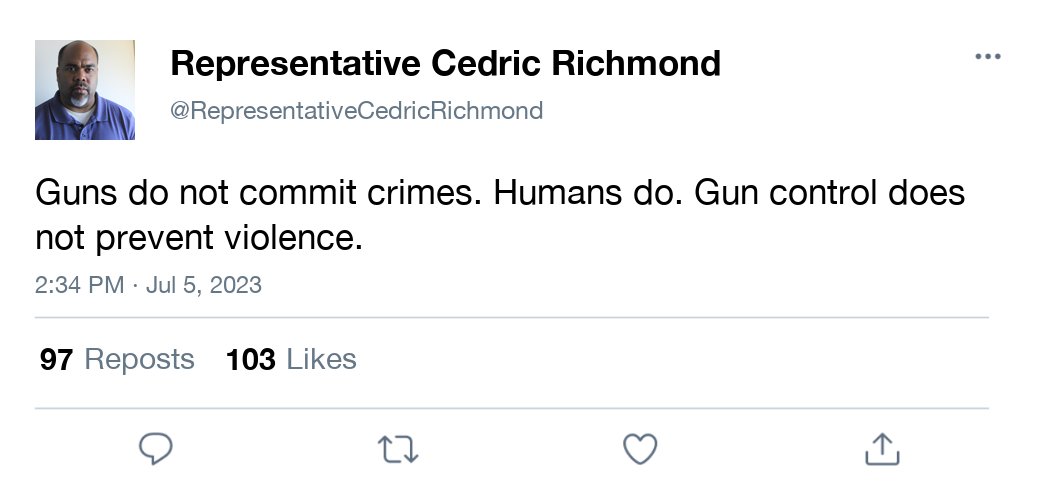 Representative Cedric Richmond
@RepresentativeCedricRichmond
Guns do not commit crimes. Humans do. Gun control does
not prevent violence.
2:34 PM · Jul 5, 2023
97 Reposts 103 Likes